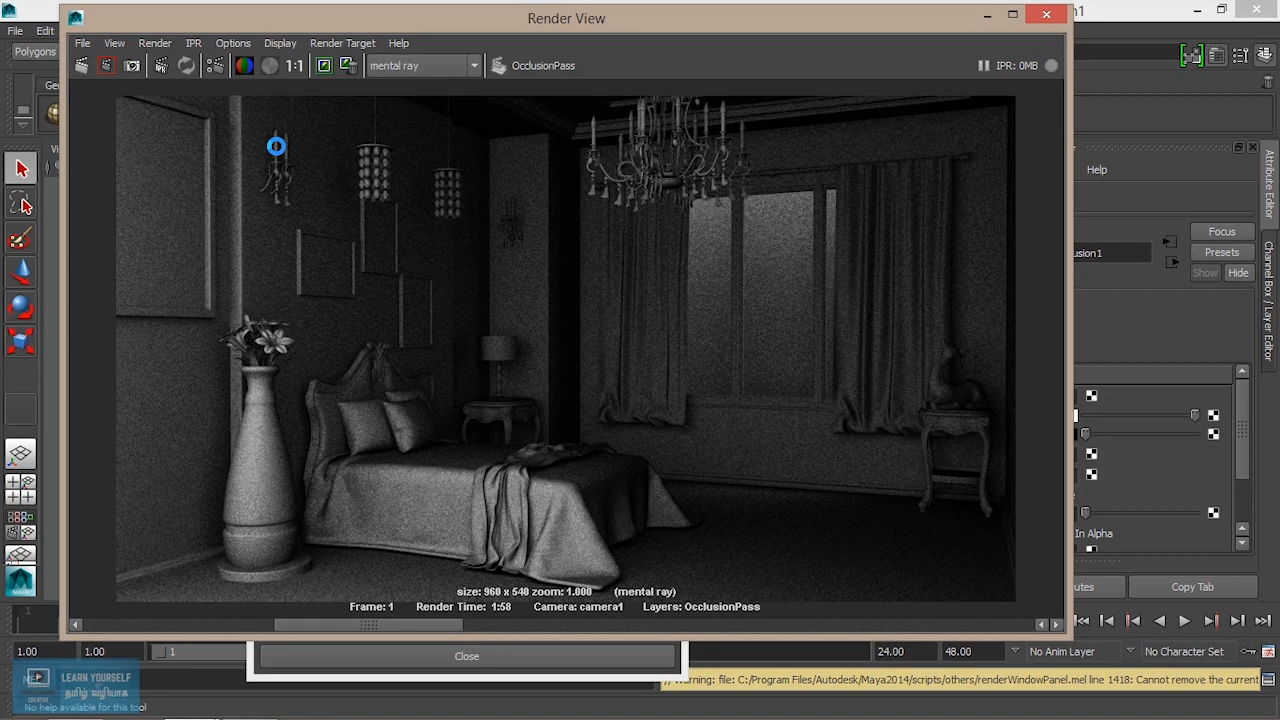 Render View
n1
File Edit
File View Render IPR Options Display Render Target Help
Polygons
mental ray
OcclusionPass
1:1
IPR: 0MB
Ger
Vi
Help
Attribute Editor
Channel Box / Layer Editor
Focus
usion1
Presets
Show Hide
In Alpha
size: 960 x 540 zoom: 1.000 (mental ray)
Frame: 1 Render Time: 1:58 Camera: camera1 Layers: OcclusionPass
utes Copy Tab
1
1.00 1.00 1 24.00 48.00 No Anim Layer No Character Set
Close
LEARN YOURSELF
தமிழ் வழியாக
CREATIVE
// Warning: file: C:/Program Files/Autodesk/Maya2014/scripts/others/renderWindowPanel.mel line 1418: Cannot remove the current
No help available for this tool